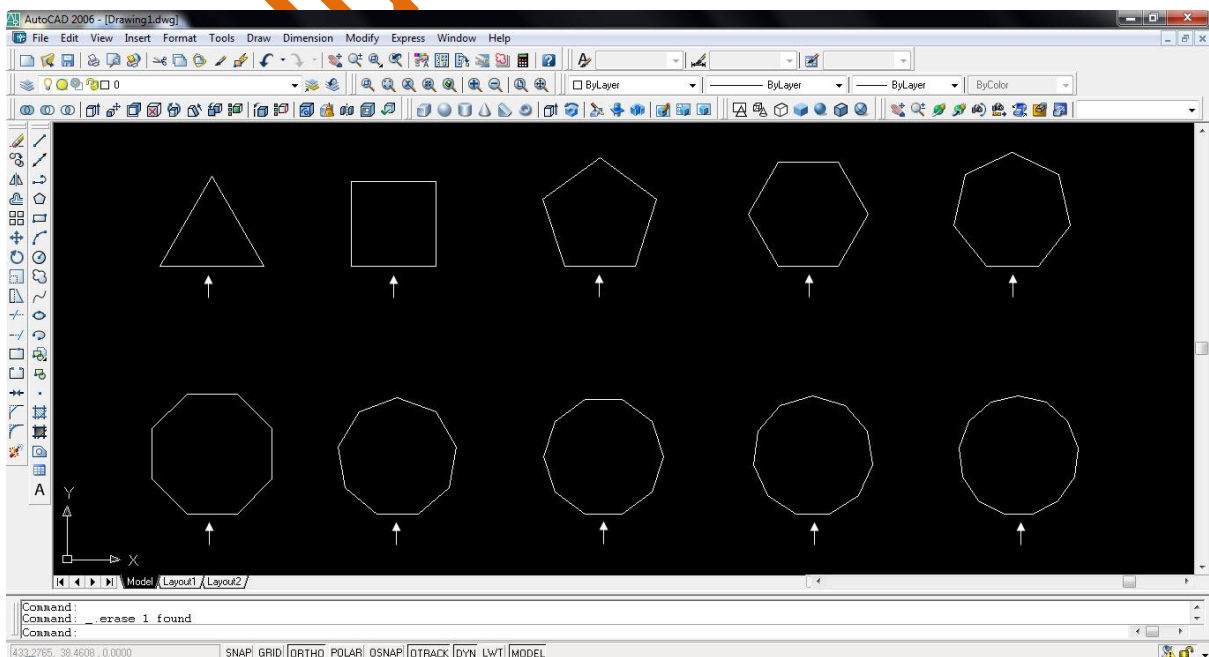 AutoCAD 2006 - [Drawing1.dwg]
File Edit View Insert Format Tools Draw Dimension Modify Express Window Help
0 ByLayer ByLayer ByLayer ByColor
A
Y
X
Model Layout1 Layout2
Command:
Command: _.erase 1 found
Command:
433.2765, 38.4608 , 0.0000 SNAP GRID ORTHO POLAR OSNAP OTRACK DYN LWT MODEL